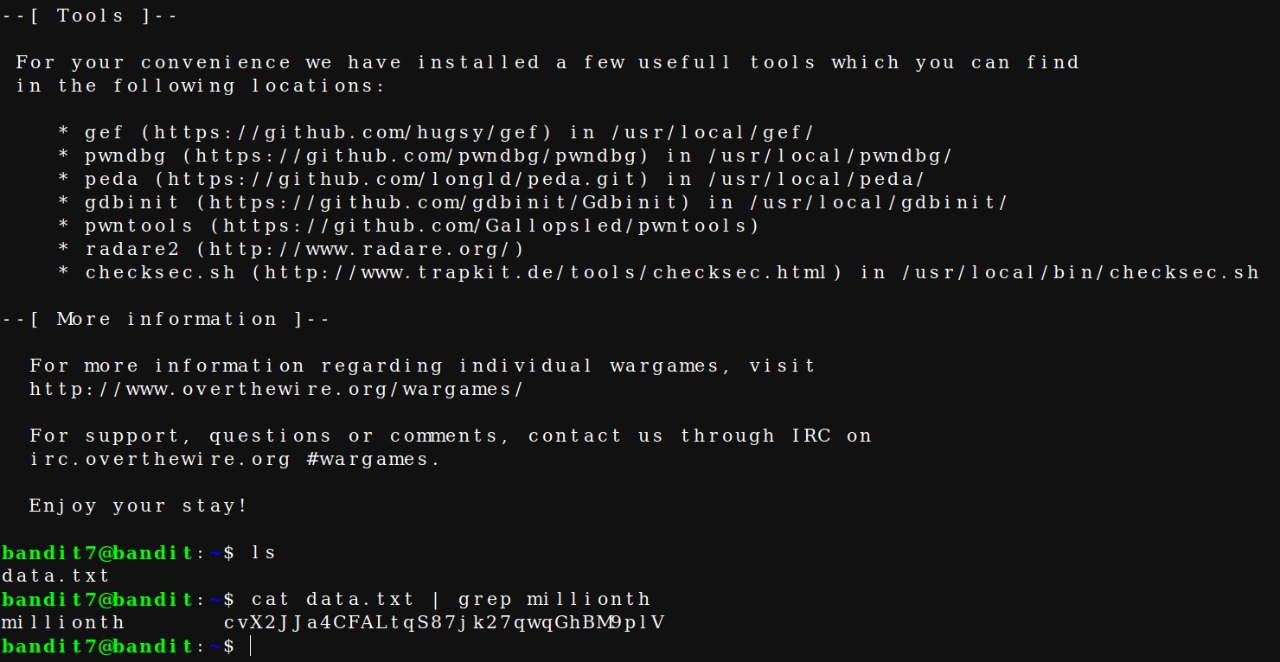 --[ Tools ]--
For your convenience we have installed a few usefull tools which you can find
in the following locations:
* gef (https://github.com/hugsy/gef) in /usr/local/gef/
* pwndbg (https://github.com/pwndbg/pwndbg) in /usr/local/pwndbg/
* peda (https://github.com/longld/peda.git) in /usr/local/peda/
* gdbinit (https://github.com/gdbinit/Gdbinit) in /usr/local/gdbinit/
* pwntools (https://github.com/Gallopsled/pwntools)
* radare2 (http://www.radare.org/)
* checksec.sh (http://www.trapkit.de/tools/checksec.html) in /usr/local/bin/checksec.sh
--[ More information ]--
For more information regarding individual wargames, visit
http://www.overthewire.org/wargames/
For support, questions or comments, contact us through IRC on
irc.overthewire.org #wargames.
Enjoy your stay!
bandit7@bandit:~$ ls
data.txt
bandit7@bandit:~$ cat data.txt | grep millionth
millionth cvX2JJa4CFALtqS87jk27qwqGhBM9plV
bandit7@bandit:~$